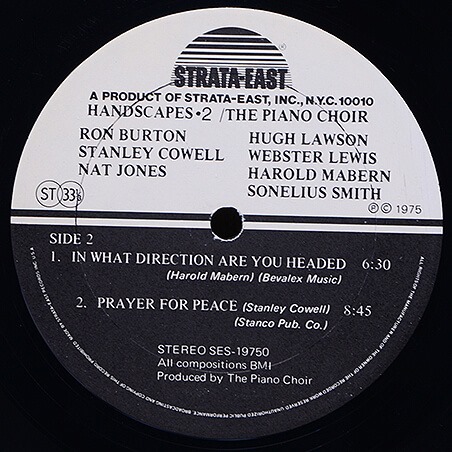 STRATA-EAST
®
A PRODUCT OF STRATA-EAST, INC., N.Y.C. 10010
HANDSCAPES • 2 / THE PIANO CHOIR
RON BURTON
STANLEY COWELL
NAT JONES
HUGH LAWSON
WEBSTER LEWIS
HAROLD MABERN
SONELIUS SMITH
ST 33⅓
℗ © 1975
SIDE 2
1. IN WHAT DIRECTION ARE YOU HEADED 6:30
(Harold Mabern) (Bevalex Music)
2. PRAYER FOR PEACE (Stanley Cowell) 8:45
(Stanco Pub. Co.)
STEREO SES-19750
All compositions BMI
Produced by The Piano Choir